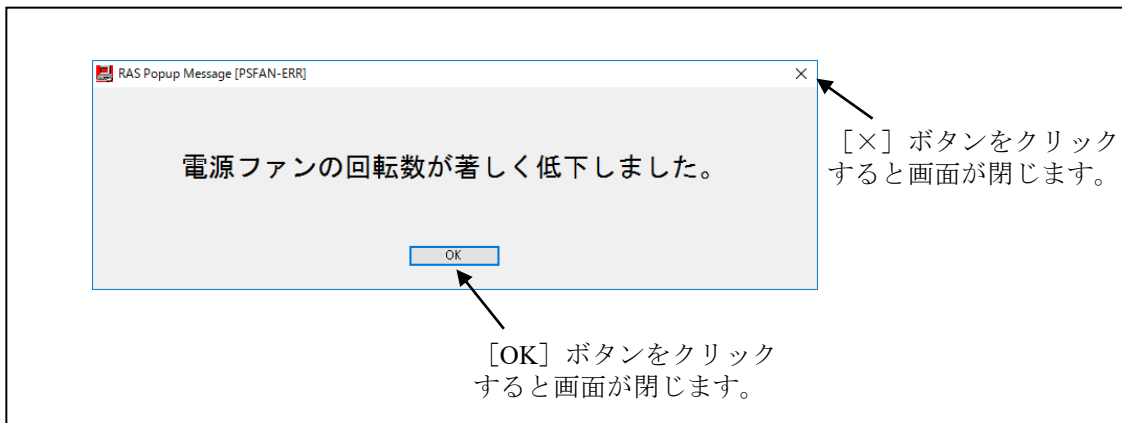 RAS Popup Message [PSFAN-ERR]
電源ファンの回転数が著しく低下しました。
OK
［×］ボタンをクリック
すると画面が閉じます。
［OK］ボタンをクリック
すると画面が閉じます。